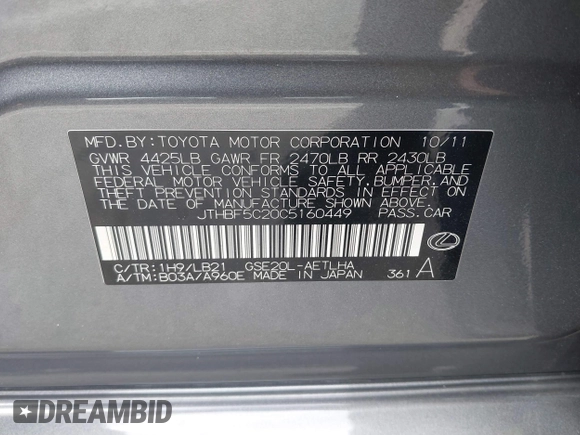 MFD.BY:TOYOTA MOTOR CORPORATION 10/11
GVWR 4425LB GAWR FR 2470LB RR 2430LB
THIS VEHICLE CONFORMS TO ALL APPLICABLE
FEDERAL MOTOR VEHICLE SAFETY,BUMPER,AND
THEFT PREVENTION STANDARDS IN EFFECT ON
THE DATE OF MANUFACTURE SHOWN ABOVE.
JTHBF5C20C5160449 PASS.CAR
C/TR:1H9/LB21 GSE20L-AETLHA
A/TM:B03A/A960E MADE IN JAPAN 361 A
DREAMBID